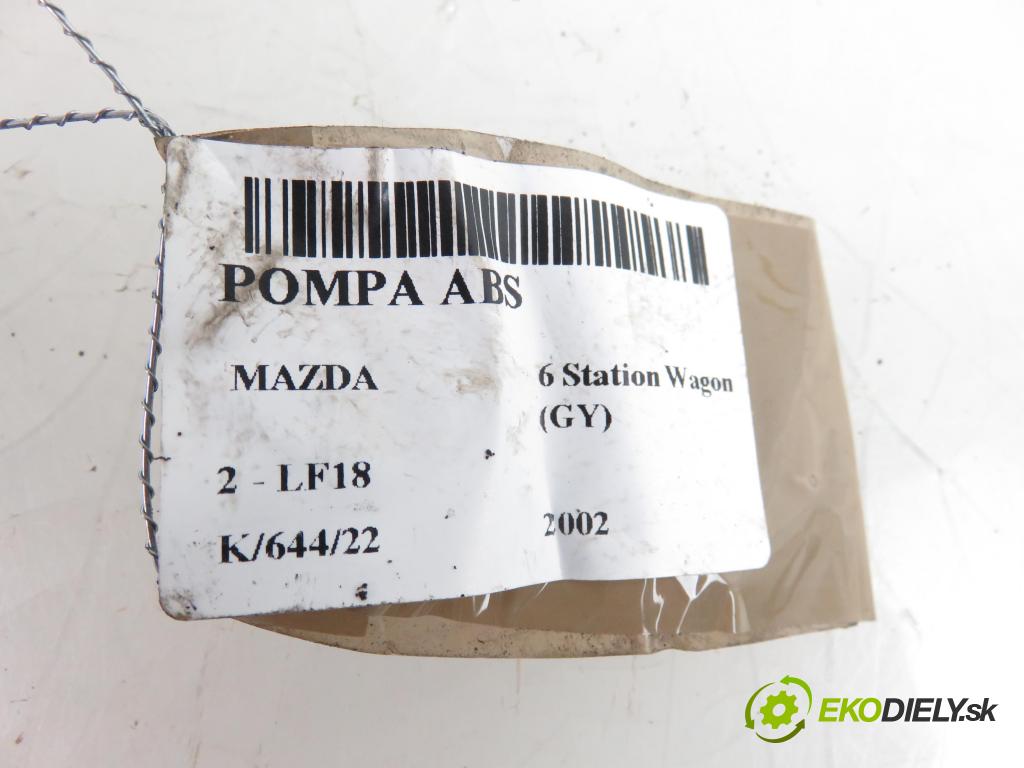 POMPA ABS
MAZDA
6 Station Wagon
(GY)
2 - LF18
K/644/22
2002
EKODIELY.sk